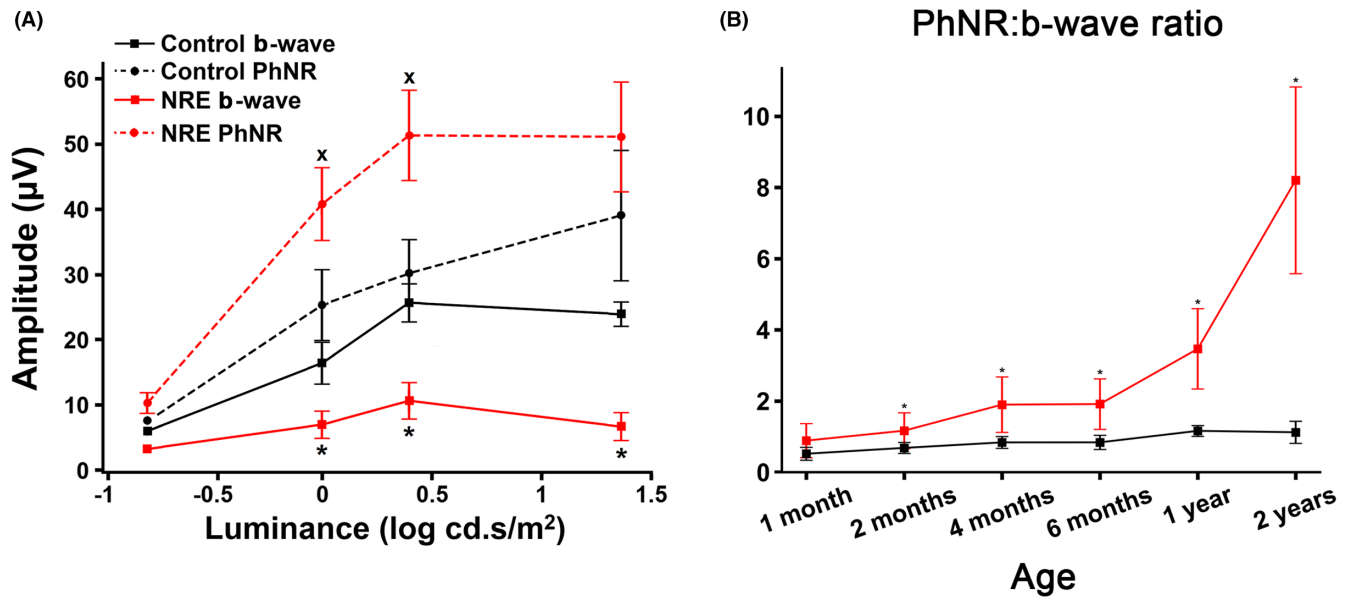 (A)
Control b-wave
Control PhNR
NRE b-wave
NRE PhNR
60
50
40
30
20
10
0
x
x
*
*
*
-1
-0.5
0
0.5
1
1.5
Amplitude (µV)
Luminance (log cd.s/m²)
(B)
PhNR:b-wave ratio
10
8
6
4
2
0
*
*
*
*
*
1 month
2 months
4 months
6 months
1 year
2 years
Age